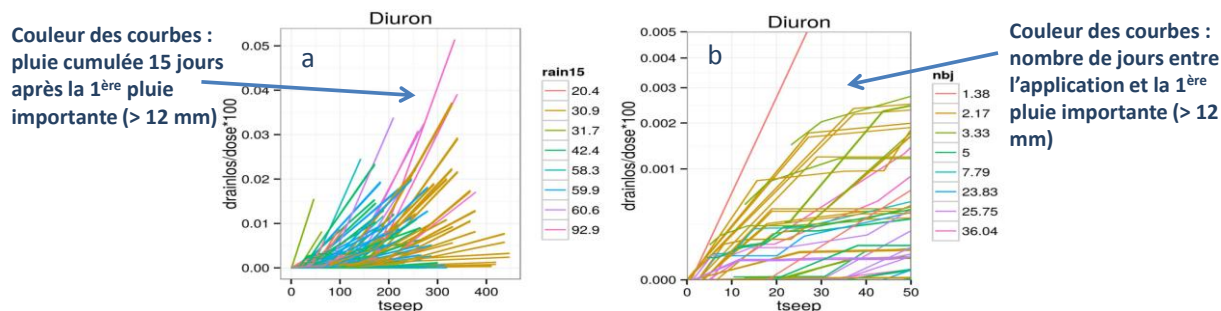 Couleur des courbes :
pluie cumulée 15 jours
après la 1ère pluie
importante (> 12 mm)
Diuron
a
drainlos/dose*100
0.05
0.04
0.03
0.02
0.01
0.00
0
100
200
300
400
tseep
rain15
20.4
30.9
31.7
42.4
58.3
59.9
60.6
92.9
Diuron
b
drainlos/dose*100
0.005
0.003
0.002
0.001
0.000
0
10
20
30
40
50
tseep
nbj
1.38
2.17
3.33
5
7.79
23.83
25.75
36.04
Couleur des courbes :
nombre de jours entre
l’application et la 1ère
pluie importante (> 12
mm)